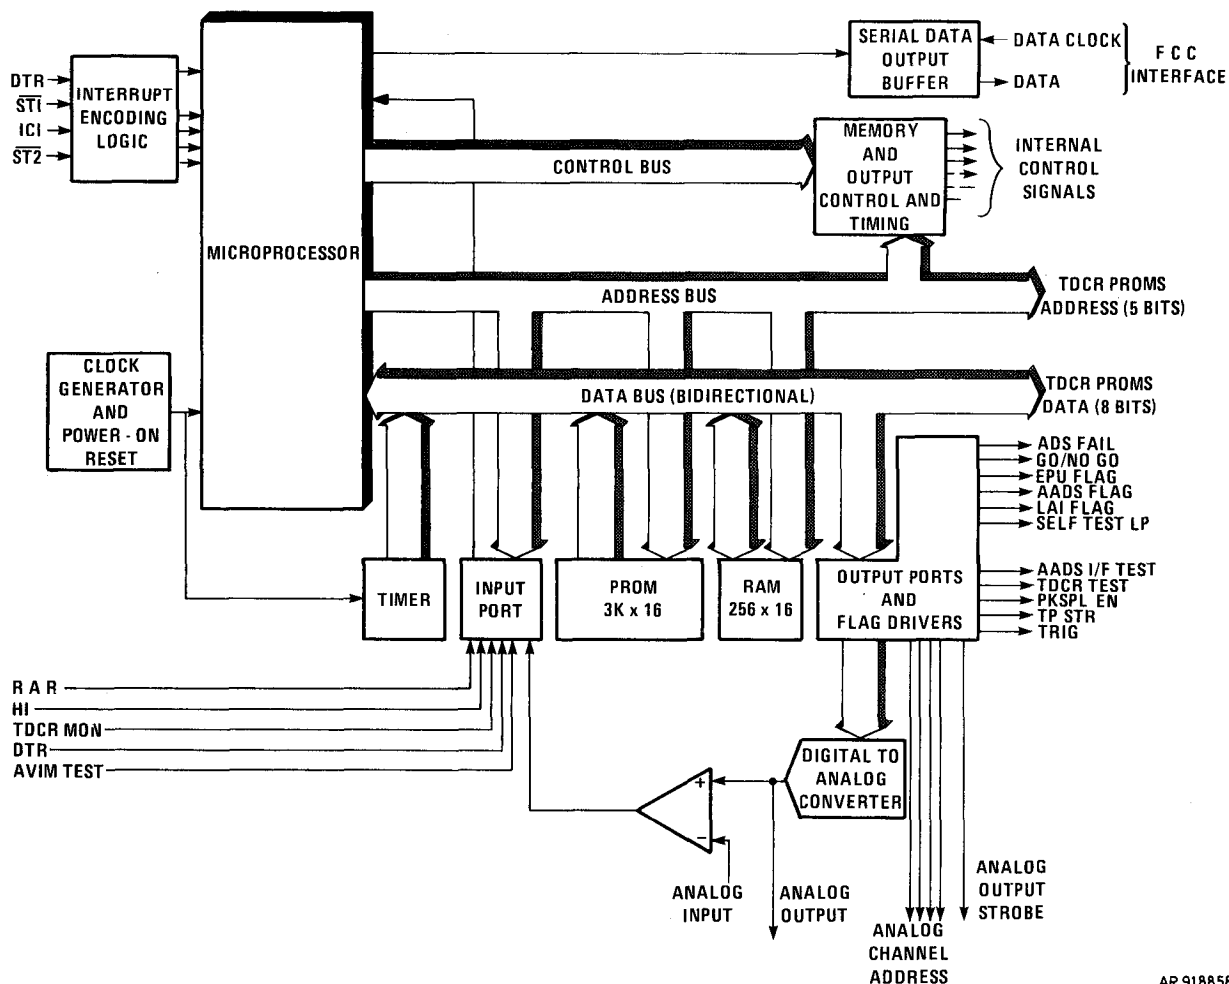 SERIAL DATA
OUTPUT
BUFFER
DATA CLOCK
DATA
FCC
INTERFACE
DTR
STI
ICI
ST2
INTERRUPT
ENCODING
LOGIC
MICROPROCESSOR
CONTROL BUS
MEMORY
AND
OUTPUT
CONTROL AND
TIMING
INTERNAL
CONTROL
SIGNALS
ADDRESS BUS
TDCR PROMS
ADDRESS (5 BITS)
CLOCK
GENERATOR
AND
POWER - ON
RESET
DATA BUS (BIDIRECTIONAL)
TDCR PROMS
DATA (8 BITS)
ADS FAIL
GO/NO GO
EPU FLAG
AADS FLAG
LAI FLAG
SELF TEST LP
TIMER
INPUT
PORT
PROM
3K x 16
RAM
256 x 16
OUTPUT PORTS
AND
FLAG DRIVERS
AADS I/F TEST
TDCR TEST
PKSPL EN
TP STR
TRIG
R A R
HI
TDCR MON
DTR
AVIM TEST
DIGITAL TO
ANALOG
CONVERTER
+
−
ANALOG
INPUT
ANALOG
OUTPUT
ANALOG
CHANNEL
ADDRESS
ANALOG
OUTPUT
STROBE